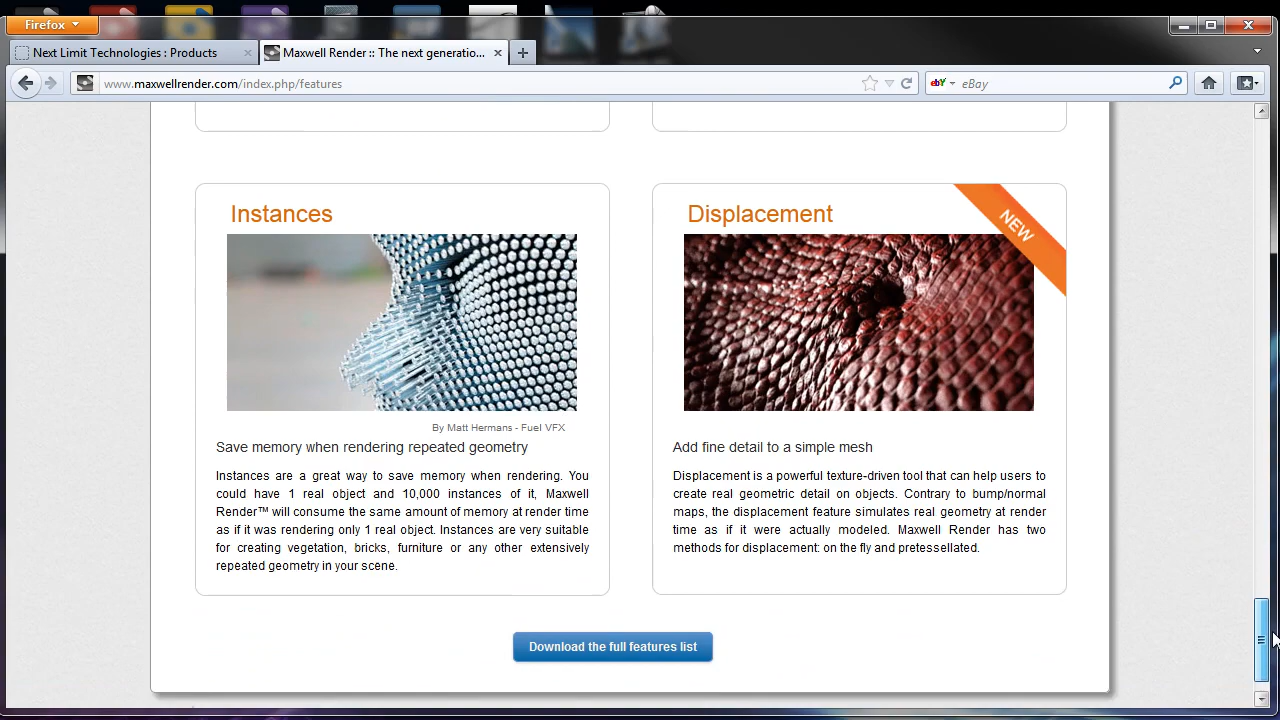 Firefox
Next Limit Technologies : Products
Maxwell Render :: The next generatio...
www.maxwellrender.com/index.php/features
ebY
eBay
Instances
By Matt Hermans - Fuel VFX
Save memory when rendering repeated geometry
Instances are a great way to save memory when rendering. You
could have 1 real object and 10,000 instances of it, Maxwell
Render™ will consume the same amount of memory at render time
as if it was rendering only 1 real object. Instances are very suitable
for creating vegetation, bricks, furniture or any other extensively
repeated geometry in your scene.
Displacement
NEW
Add fine detail to a simple mesh
Displacement is a powerful texture-driven tool that can help users to
create real geometric detail on objects. Contrary to bump/normal
maps, the displacement feature simulates real geometry at render
time as if it were actually modeled. Maxwell Render has two
methods for displacement: on the fly and pretessellated.
Download the full features list